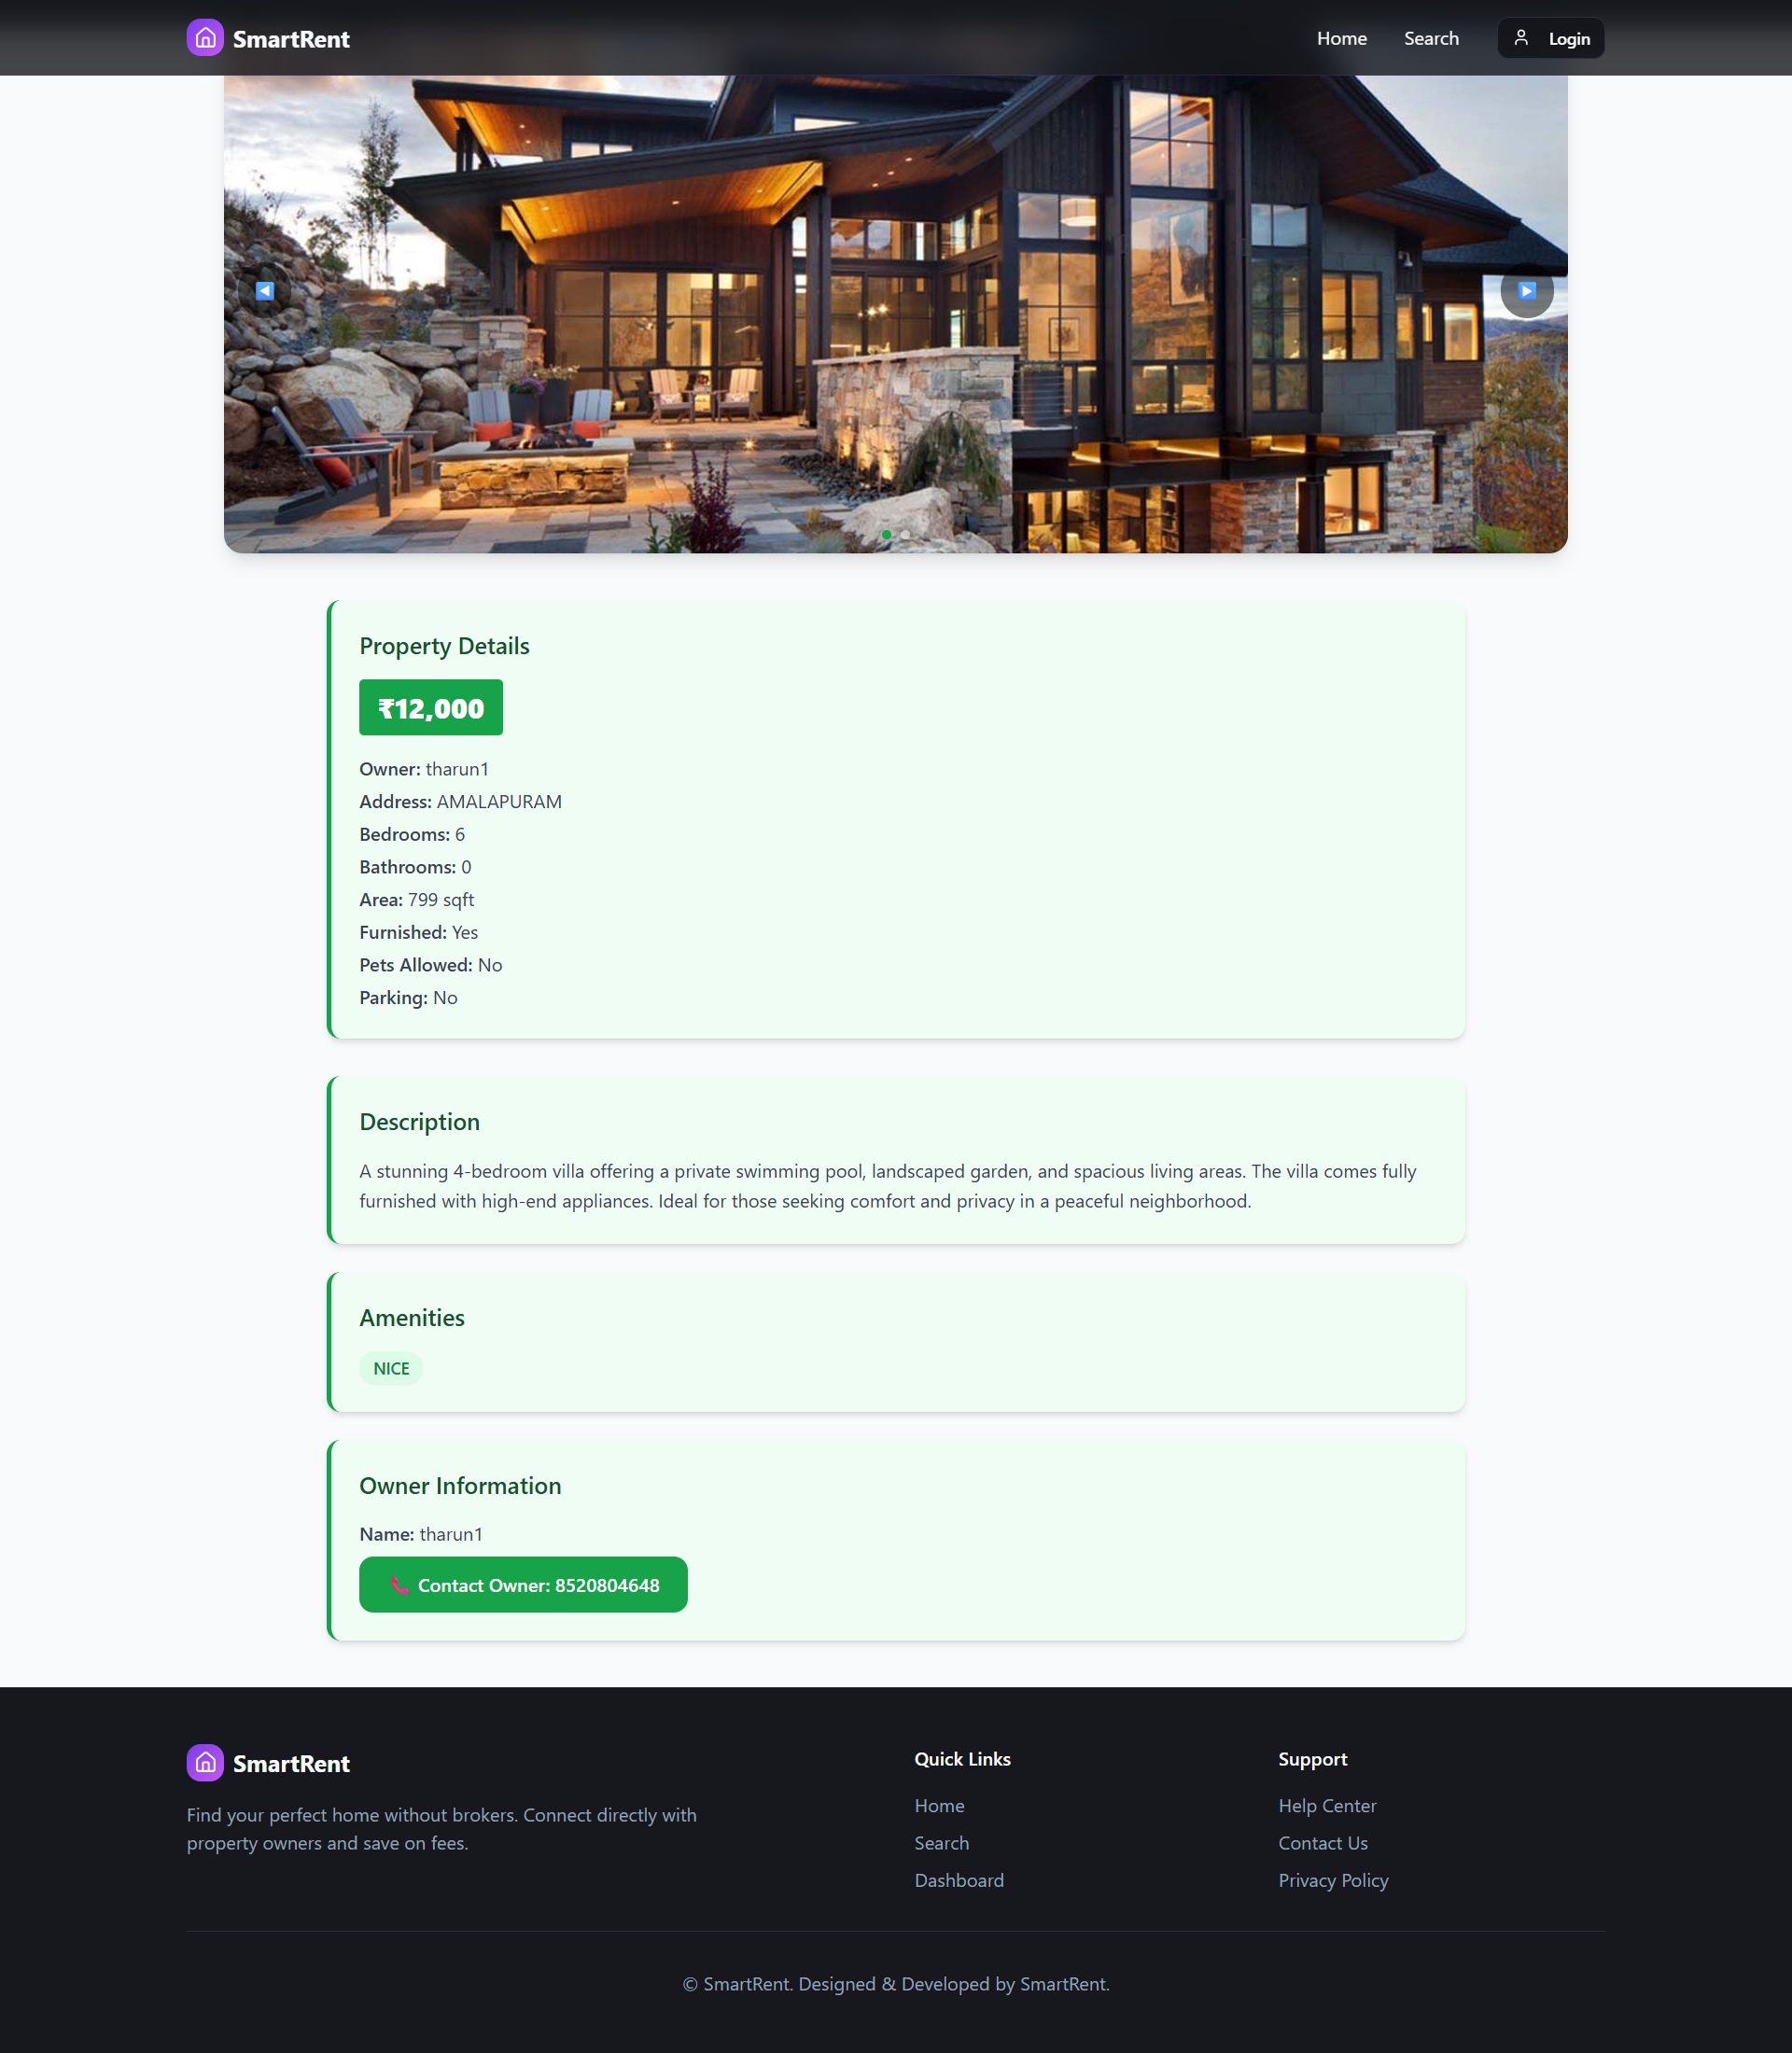 SmartRent
Home
Search
Login
Property Details
₹12,000
Owner: tharun1
Address: AMALAPURAM
Bedrooms: 6
Bathrooms: 0
Area: 799 sqft
Furnished: Yes
Pets Allowed: No
Parking: No
Description
A stunning 4-bedroom villa offering a private swimming pool, landscaped garden, and spacious living areas. The villa comes fully
furnished with high-end appliances. Ideal for those seeking comfort and privacy in a peaceful neighborhood.
Amenities
NICE
Owner Information
Name: tharun1
Contact Owner: 8520804648
SmartRent
Find your perfect home without brokers. Connect directly with
property owners and save on fees.
Quick Links
Home
Search
Dashboard
Support
Help Center
Contact Us
Privacy Policy
© SmartRent. Designed & Developed by SmartRent.